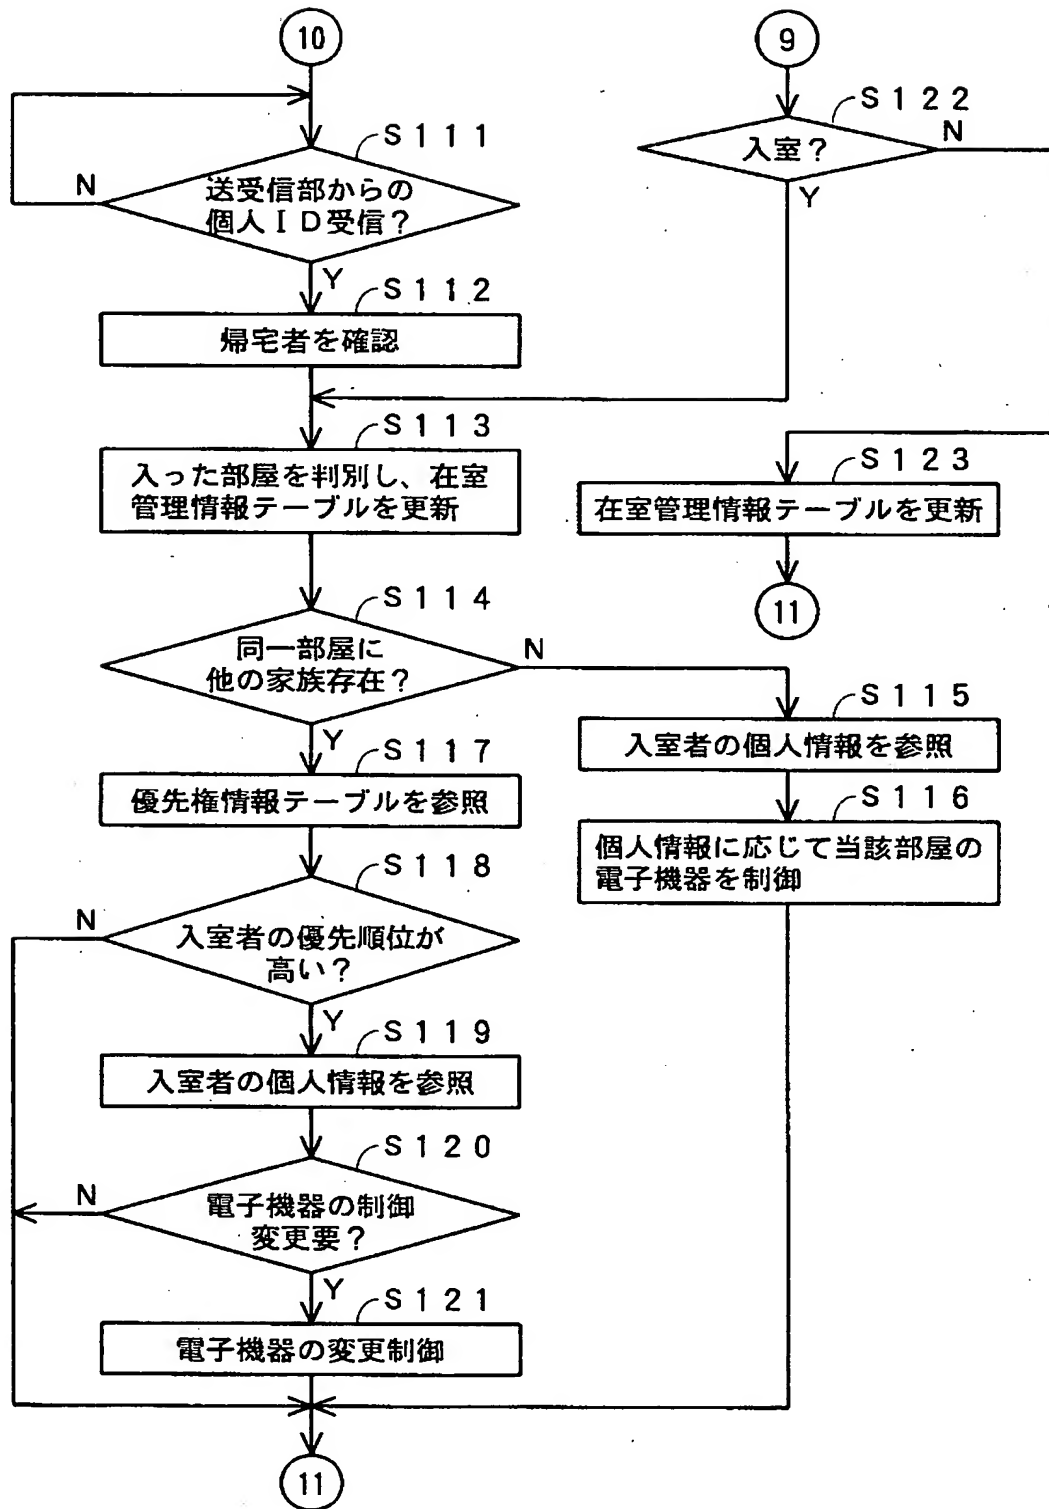 10
S111
N
送受信部からの
個人ID受信?
Y
S112
帰宅者を確認
S113
入った部屋を判別し、在室
管理情報テーブルを更新
S114
同一部屋に
他の家族存在?
N
Y
S117
優先権情報テーブルを参照
S118
N
入室者の優先順位が
高い?
Y
S119
入室者の個人情報を参照
S120
N
電子機器の制御
変更要?
Y
S121
電子機器の変更制御
11
9
S122
入室?
N
Y
S123
在室管理情報テーブルを更新
11
S115
入室者の個人情報を参照
S116
個人情報に応じて当該部屋の
電子機器を制御